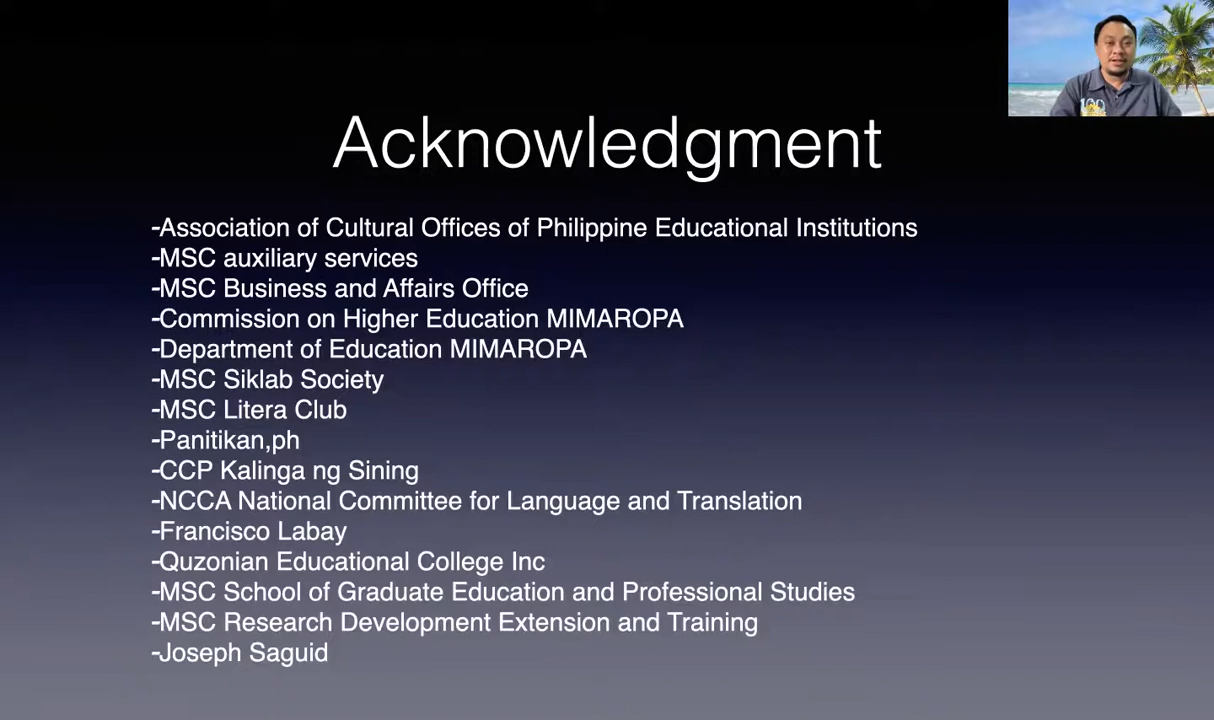 Acknowledgment
-Association of Cultural Offices of Philippine Educational Institutions
-MSC auxiliary services
-MSC Business and Affairs Office
-Commission on Higher Education MIMAROPA
-Department of Education MIMAROPA
-MSC Siklab Society
-MSC Litera Club
-Panitikan,ph
-CCP Kalinga ng Sining
-NCCA National Committee for Language and Translation
-Francisco Labay
-Quzonian Educational College Inc
-MSC School of Graduate Education and Professional Studies
-MSC Research Development Extension and Training
-Joseph Saguid
100